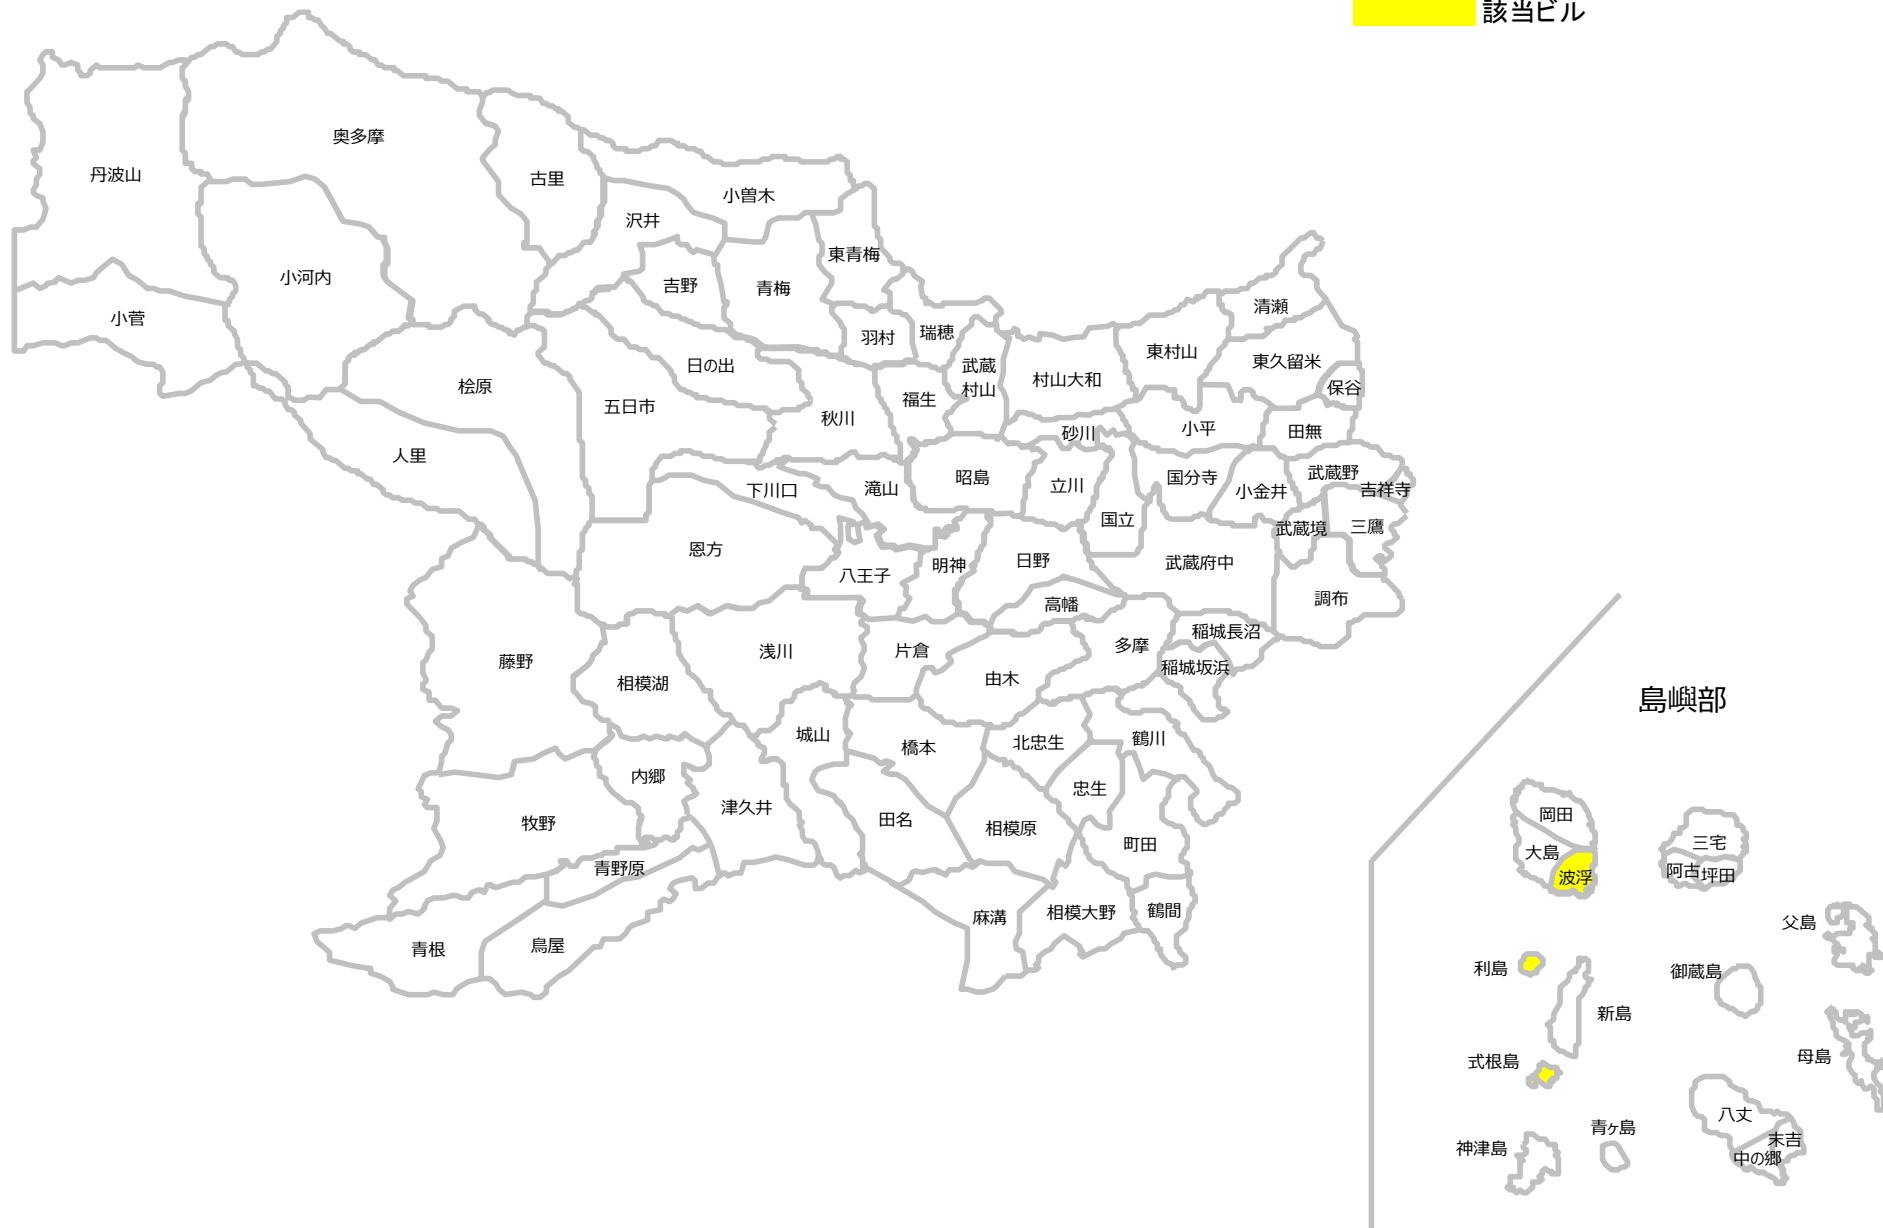 該当ビル
奥多摩
丹波山
古里
小曽木
沢井
東青梅
小河内
吉野
青梅
清瀬
小菅
羽村
瑞穂
東村山
東久留米
日の出
武蔵
村山
村山大和
桧原
保谷
五日市
福生
秋川
小平
田無
砂川
人里
武蔵野
昭島
国分寺
下川口
滝山
立川
小金井
吉祥寺
国立
武蔵境
三鷹
恩方
日野
武蔵府中
明神
八王子
調布
高幡
稲城長沼
多摩
浅川
片倉
藤野
稲城坂浜
相模湖
由木
島嶼部
城山
北忠生
鶴川
橋本
内郷
忠生
津久井
岡田
牧野
田名
相模原
町田
三宅
大島
青野原
阿古
坪田
波浮
麻溝
相模大野
鶴間
父島
青根
鳥屋
利島
御蔵島
新島
母島
式根島
八丈
青ヶ島
末吉
神津島
中の郷